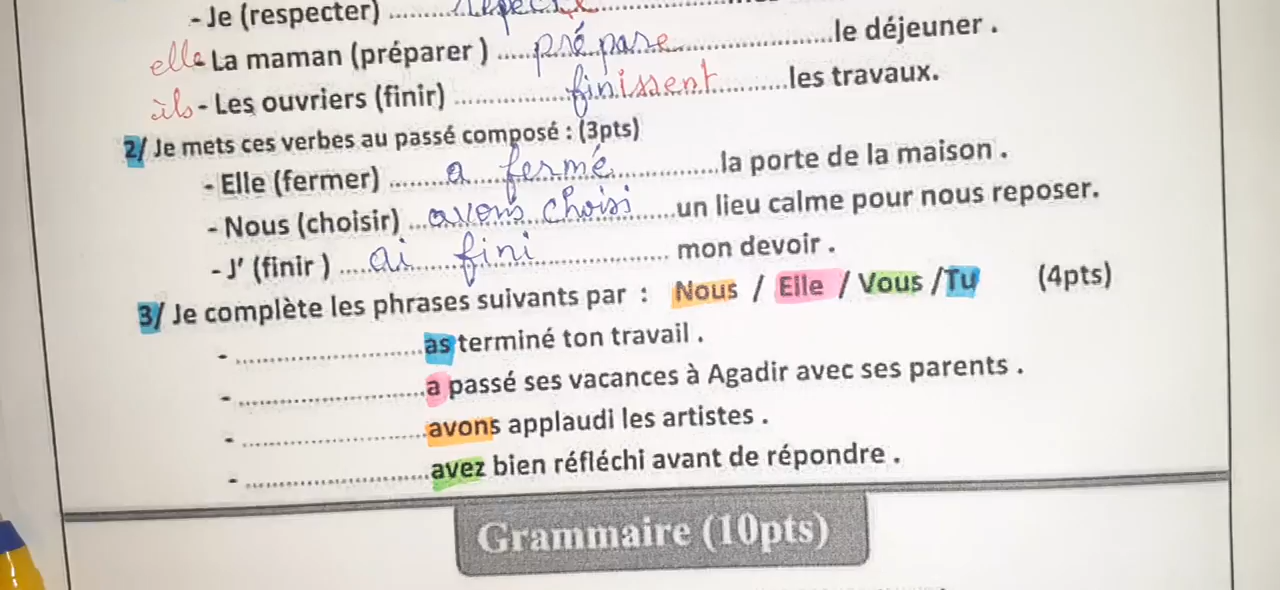 - Je (respecter) ..........respecte
elle La maman (préparer ) .....prépare....................le déjeuner .
ils - Les ouvriers (finir) ................finissent..........les travaux.
2/ Je mets ces verbes au passé composé : (3pts)
- Elle (fermer) ........a fermé................la porte de la maison .
- Nous (choisir) ...avons choisi......un lieu calme pour nous reposer.
- J' (finir ) .....ai fini.................... mon devoir .
3/ Je complète les phrases suivants par : Nous / Elle / Vous /Tu (4pts)
- ...........................as terminé ton travail .
- ...........................a passé ses vacances à Agadir avec ses parents .
- ...........................avons applaudi les artistes .
- ...........................avez bien réfléchi avant de répondre .
Grammaire (10pts)